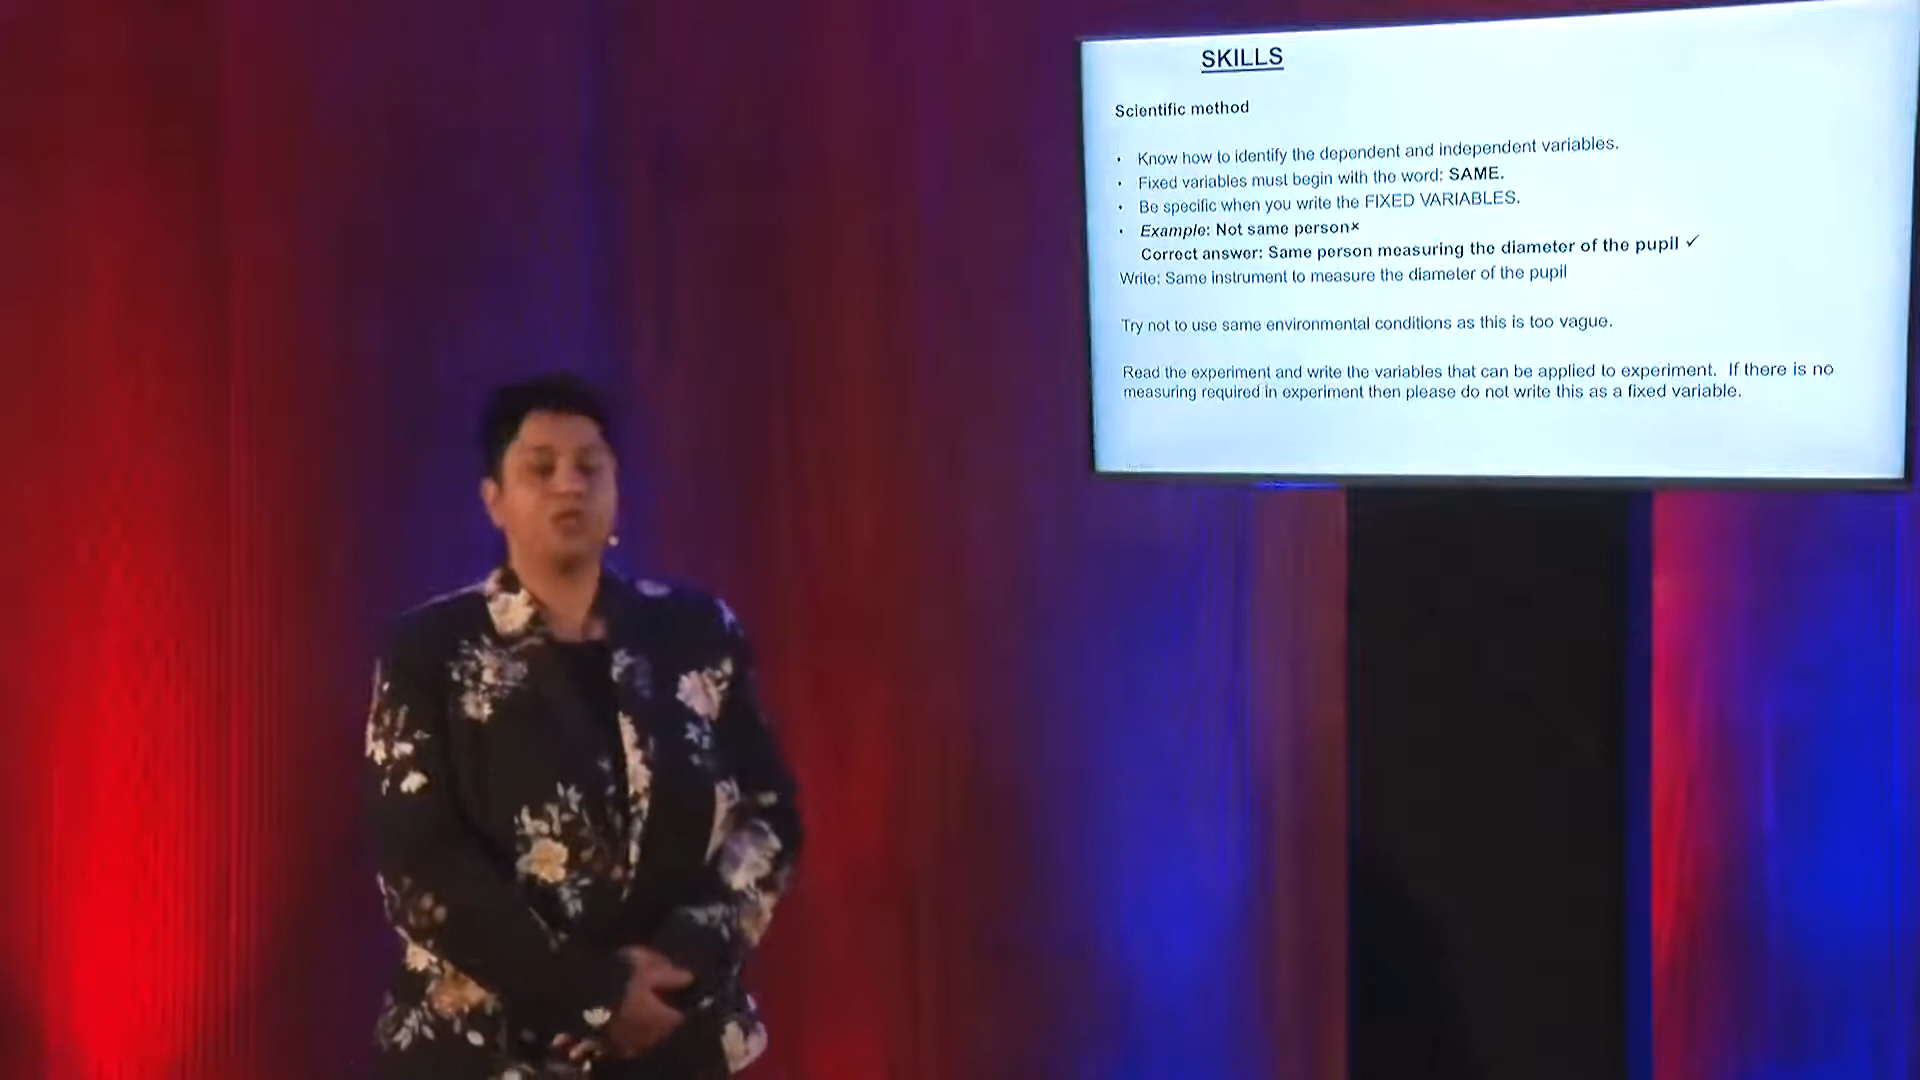 SKILLS
Scientific method
• Know how to identify the dependent and independent variables.
• Fixed variables must begin with the word: SAME.
• Be specific when you write the FIXED VARIABLES.
• Example: Not same person×
Correct answer: Same person measuring the diameter of the pupil ✓
Write: Same instrument to measure the diameter of the pupil
Try not to use same environmental conditions as this is too vague.
Read the experiment and write the variables that can be applied to experiment. If there is no
measuring required in experiment then please do not write this as a fixed variable.